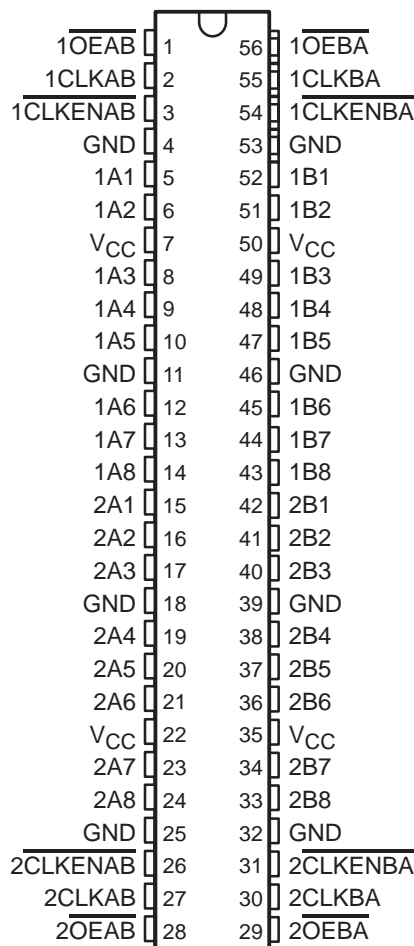 1OEAB 1 56 1OEBA
1CLKAB 2 55 1CLKBA
1CLKENAB 3 54 1CLKENBA
GND 4 53 GND
1A1 5 52 1B1
1A2 6 51 1B2
VCC 7 50 VCC
1A3 8 49 1B3
1A4 9 48 1B4
1A5 10 47 1B5
GND 11 46 GND
1A6 12 45 1B6
1A7 13 44 1B7
1A8 14 43 1B8
2A1 15 42 2B1
2A2 16 41 2B2
2A3 17 40 2B3
GND 18 39 GND
2A4 19 38 2B4
2A5 20 37 2B5
2A6 21 36 2B6
VCC 22 35 VCC
2A7 23 34 2B7
2A8 24 33 2B8
GND 25 32 GND
2CLKENAB 26 31 2CLKENBA
2CLKAB 27 30 2CLKBA
2OEAB 28 29 2OEBA